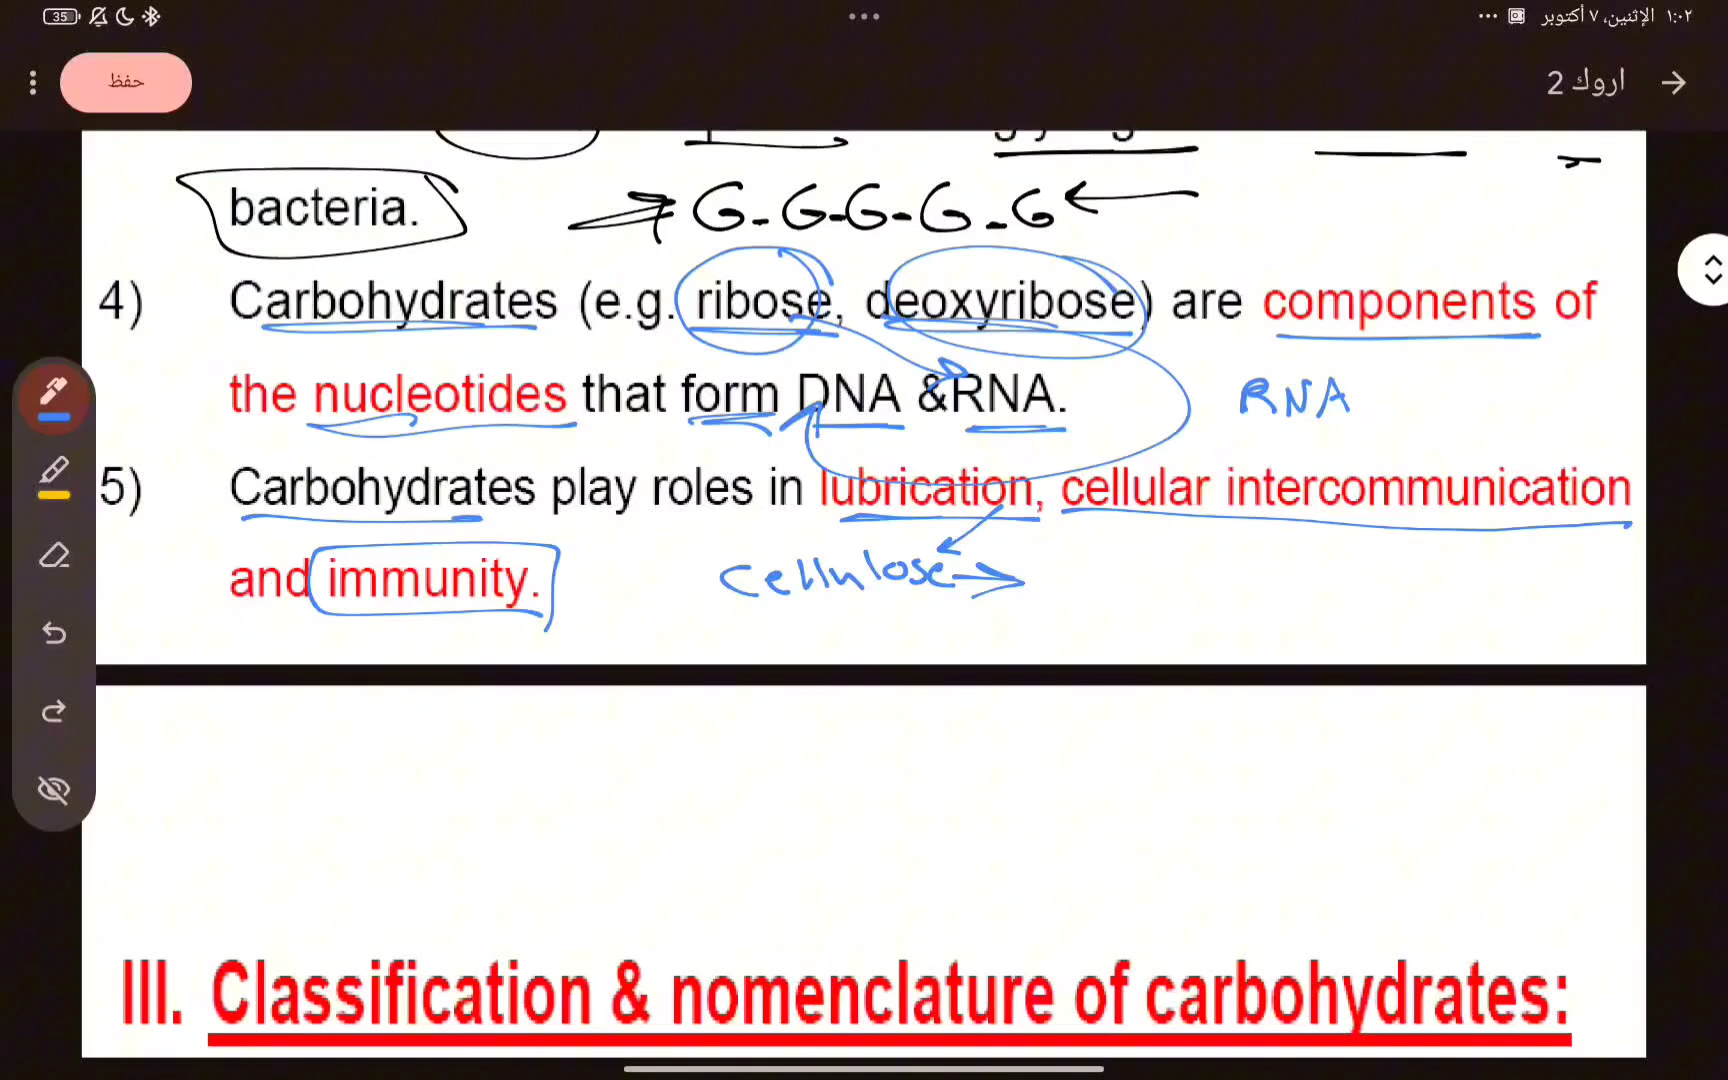 35
١:٠٢ الإثنين، ٧ أكتوبر
حفظ
اروك 2
bacteria. G-G-G-G-G
4) Carbohydrates (e.g. ribose, deoxyribose) are components of
the nucleotides that form DNA &RNA. RNA
5) Carbohydrates play roles in lubrication, cellular intercommunication
and immunity. cellulose
III. Classification & nomenclature of carbohydrates: